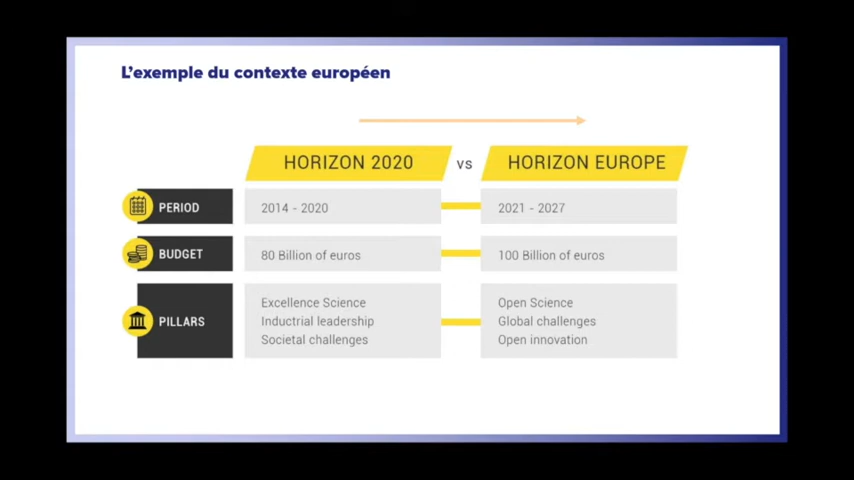 L'exemple du contexte européen
HORIZON 2020 vs HORIZON EUROPE
PERIOD 2014 - 2020 2021 - 2027
BUDGET 80 Billion of euros 100 Billion of euros
PILLARS
Excellence Science
Inductrial leadership
Societal challenges
Open Science
Global challenges
Open innovation